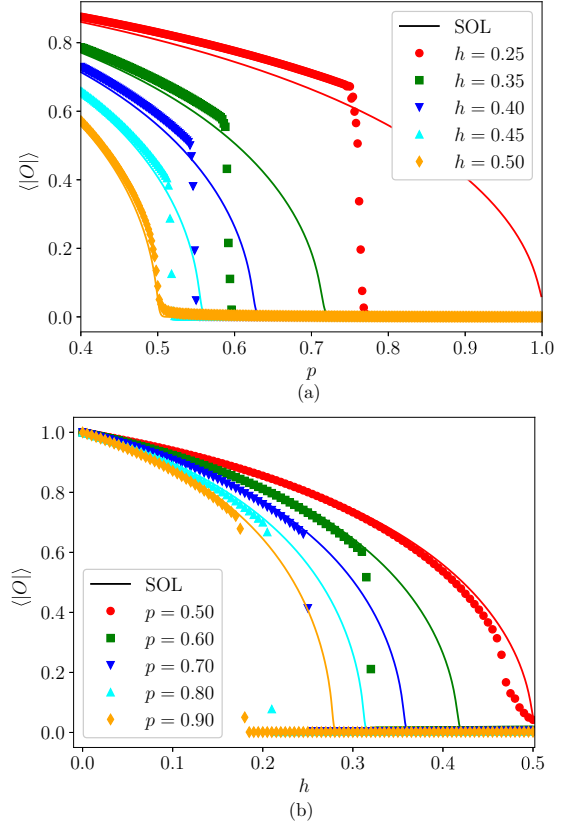 0.8
0.6
0.4
0.2
0.0
⟨|O|⟩
SOL
h = 0.25
h = 0.35
h = 0.40
h = 0.45
h = 0.50
0.4 0.5 0.6 0.7 0.8 0.9 1.0
p
(a)
1.0
0.8
0.6
0.4
0.2
0.0
⟨|O|⟩
SOL
p = 0.50
p = 0.60
p = 0.70
p = 0.80
p = 0.90
0.0 0.1 0.2 0.3 0.4 0.5
h
(b)